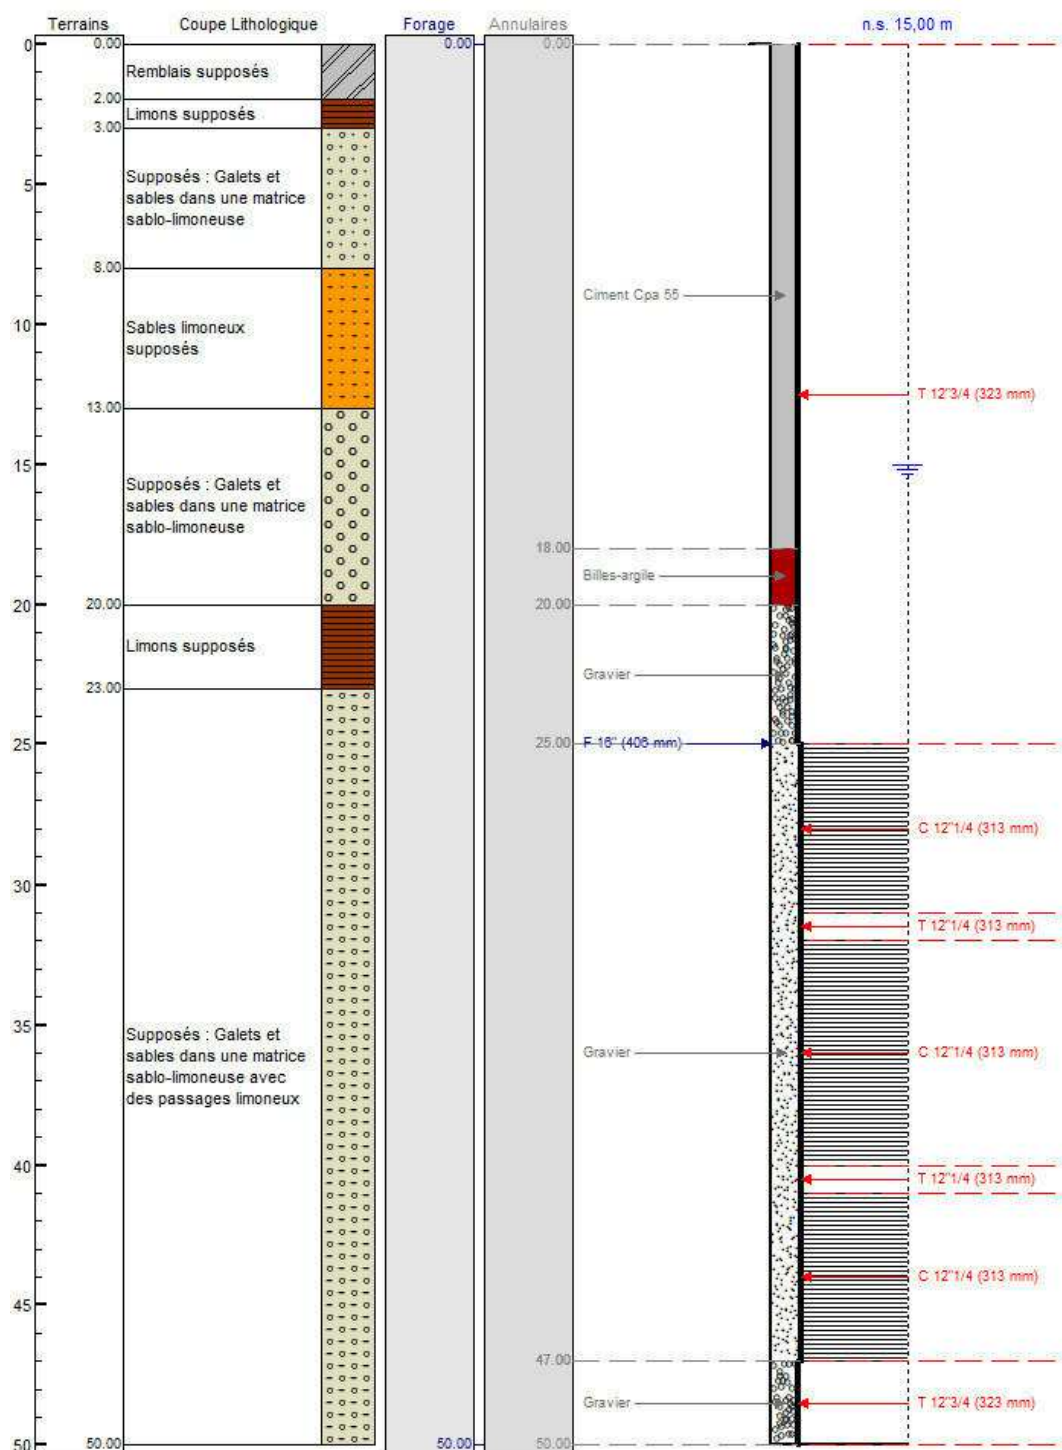 Terrains Coupe Lithologique Forage Annulaires n.s. 15,00 m
0 0.00 0.00 0.00
Remblais supposés
2.00
Limons supposés
3.00
Supposés : Galets et
5 sables dans une matrice
sablo-limoneuse
8.00
Ciment Cpa 55
10 Sables limoneux
supposés
T 12"3/4 (323 mm)
13.00
15
Supposés : Galets et
sables dans une matrice
sablo-limoneuse
18.00
Billes-argile
20 20.00 20.00
Limons supposés
Gravier
23.00
25 25.00 F 16" (406 mm)
C 12"1/4 (313 mm)
30
T 12"1/4 (313 mm)
35
Supposés : Galets et
sables dans une matrice
sablo-limoneuse avec
des passages limoneux
Gravier C 12"1/4 (313 mm)
40
T 12"1/4 (313 mm)
C 12"1/4 (313 mm)
45
47.00
Gravier T 12"3/4 (323 mm)
50 50.00 50.00 50.00